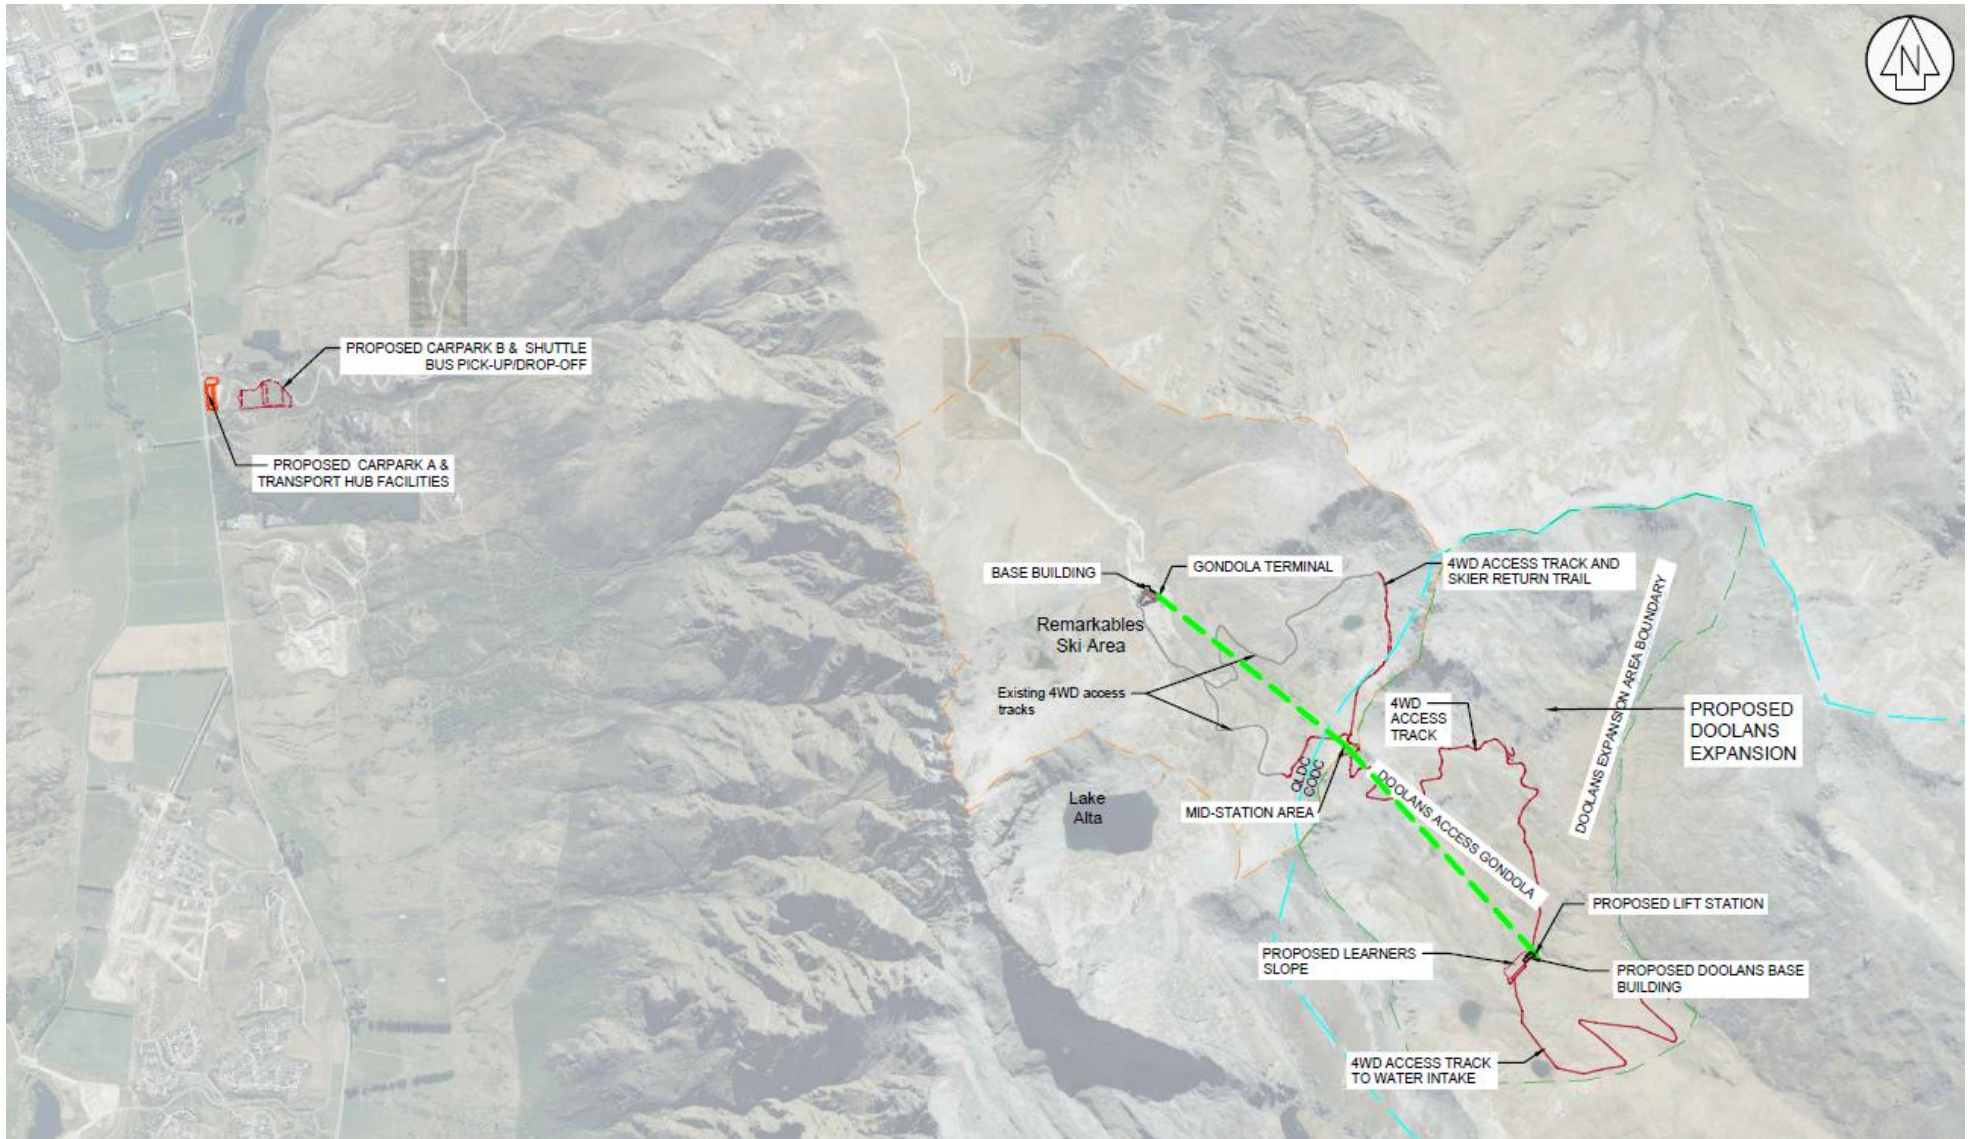 N
PROPOSED CARPARK B & SHUTTLE
BUS PICK-UP/DROP-OFF
PROPOSED CARPARK A &
TRANSPORT HUB FACILITIES
BASE BUILDING
GONDOLA TERMINAL
4WD ACCESS TRACK AND
SKIER RETURN TRAIL
Remarkables
Ski Area
Existing 4WD access
tracks
4WD
ACCESS
TRACK
DOOLANS EXPANSION AREA BOUNDARY
PROPOSED
DOOLANS
EXPANSION
QLDC
CODC
Lake
Alta
MID-STATION AREA
DOOLANS ACCESS GONDOLA
PROPOSED LIFT STATION
PROPOSED LEARNERS
SLOPE
PROPOSED DOOLANS BASE
BUILDING
4WD ACCESS TRACK
TO WATER INTAKE